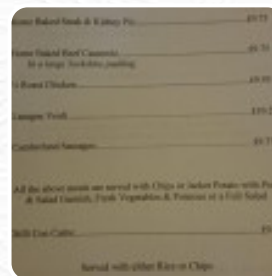 Home Baked Steak & Kidney Pie
Home Baked Beef Casserole
in a large Yorkshire pudding
Roast Chicken
Lasagne Verdi
Cumberland Sausages
All the above meals are served with Chips or Jacket Potato with Peas
& Salad Garnish, Fresh Vegetables & Potatoes or a Full Salad
Chilli Con Carne
Served with either Rice or Chips